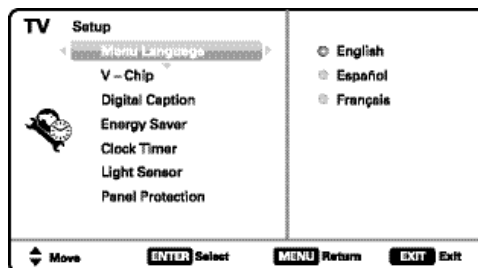 TV Setup
Menu Language
V – Chip
Digital Caption
Energy Saver
Clock Timer
Light Sensor
Panel Protection
English
Español
Français
Move ENTER Select MENU Return EXIT Exit